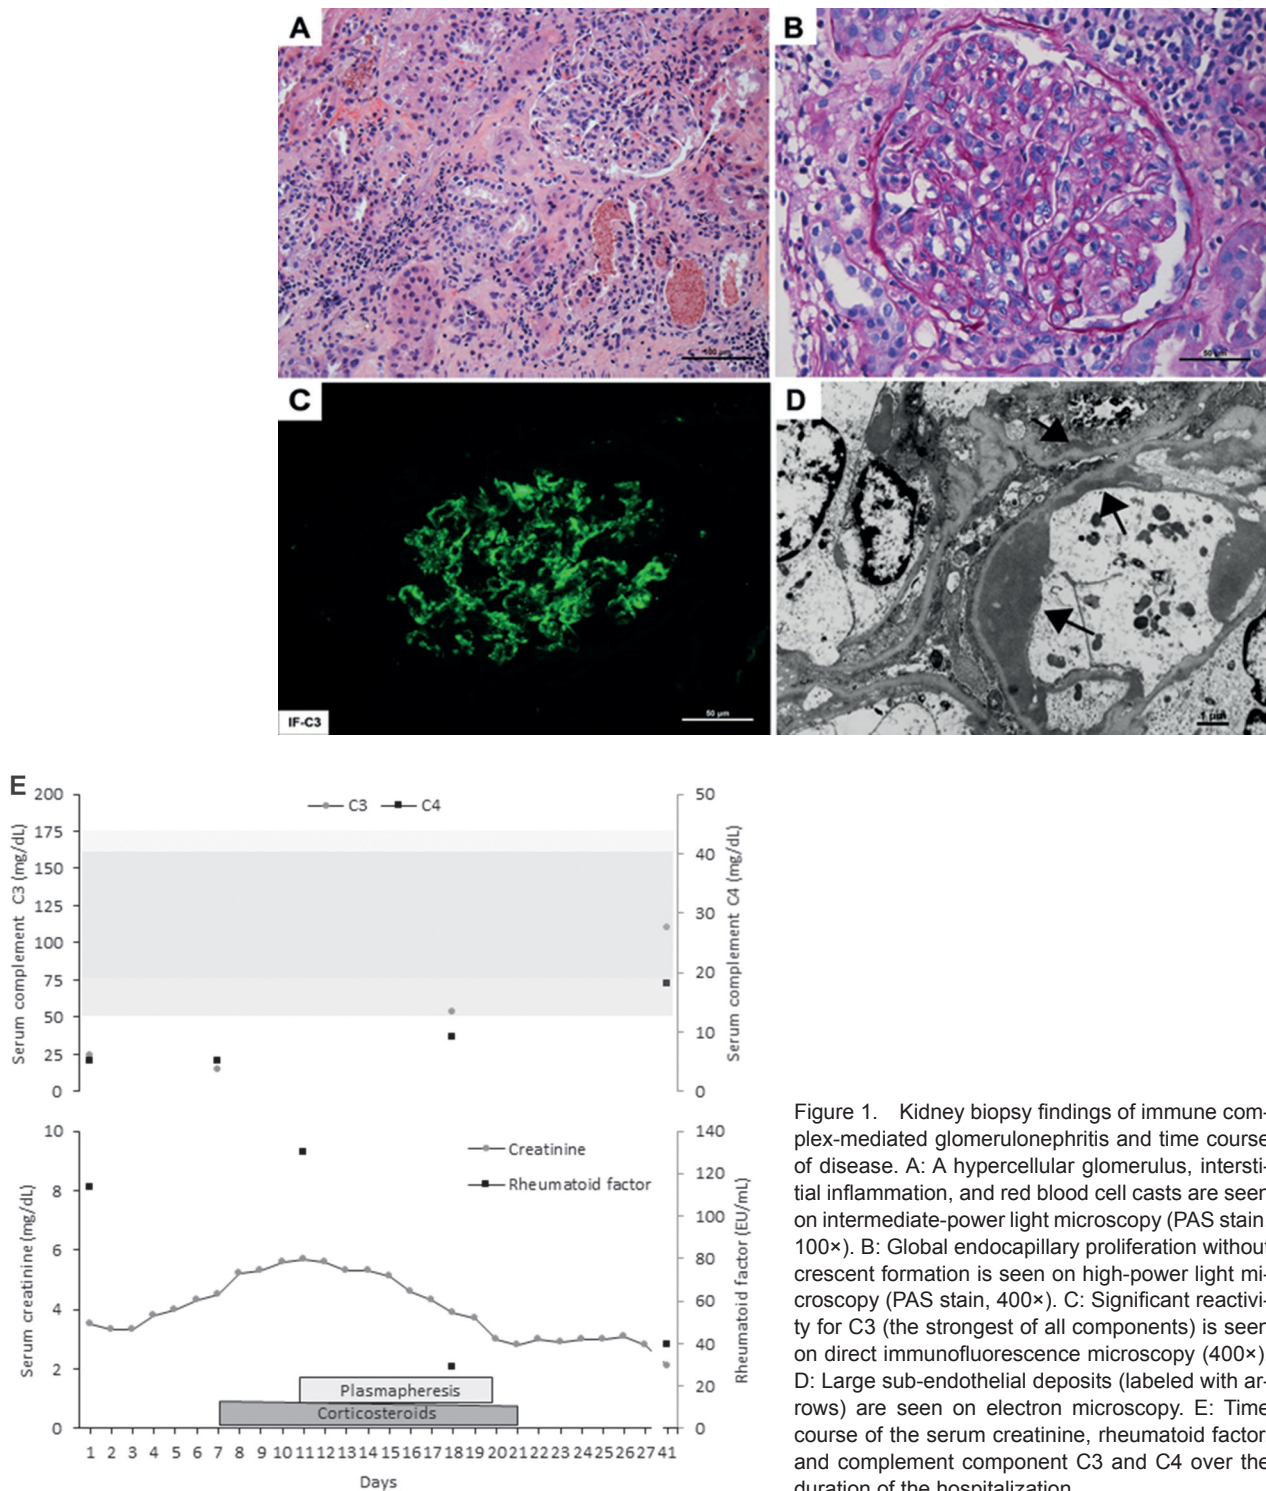 A
B
100 µm
50 µm
C
D
IF-C3
50 µm
1 µm
E
C3 C4
200
175
150
125
100
75
50
25
0
Serum complement C3 (mg/dL)
50
40
30
20
10
0
Serum complement C4 (mg/dL)
Creatinine
Rheumatoid factor
10
8
6
4
2
0
Serum creatinine (mg/dL)
140
120
100
80
60
40
20
0
Rheumatoid factor (EU/mL)
Plasmapheresis
Corticosteroids
1 2 3 4 5 6 7 8 9 10 11 12 13 14 15 16 17 18 19 20 21 22 23 24 25 26 27 41
Days
Figure 1. Kidney biopsy findings of immune com-
plex-mediated glomerulonephritis and time course
of disease. A: A hypercellular glomerulus, intersti-
tial inflammation, and red blood cell casts are seen
on intermediate-power light microscopy (PAS stain
100×). B: Global endocapillary proliferation without
crescent formation is seen on high-power light mi-
croscopy (PAS stain, 400×). C: Significant reactivi-
ty for C3 (the strongest of all components) is seen
on direct immunofluorescence microscopy (400×)
D: Large sub-endothelial deposits (labeled with ar-
rows) are seen on electron microscopy. E: Time
course of the serum creatinine, rheumatoid factor
and complement component C3 and C4 over the
duration of the hospitalization